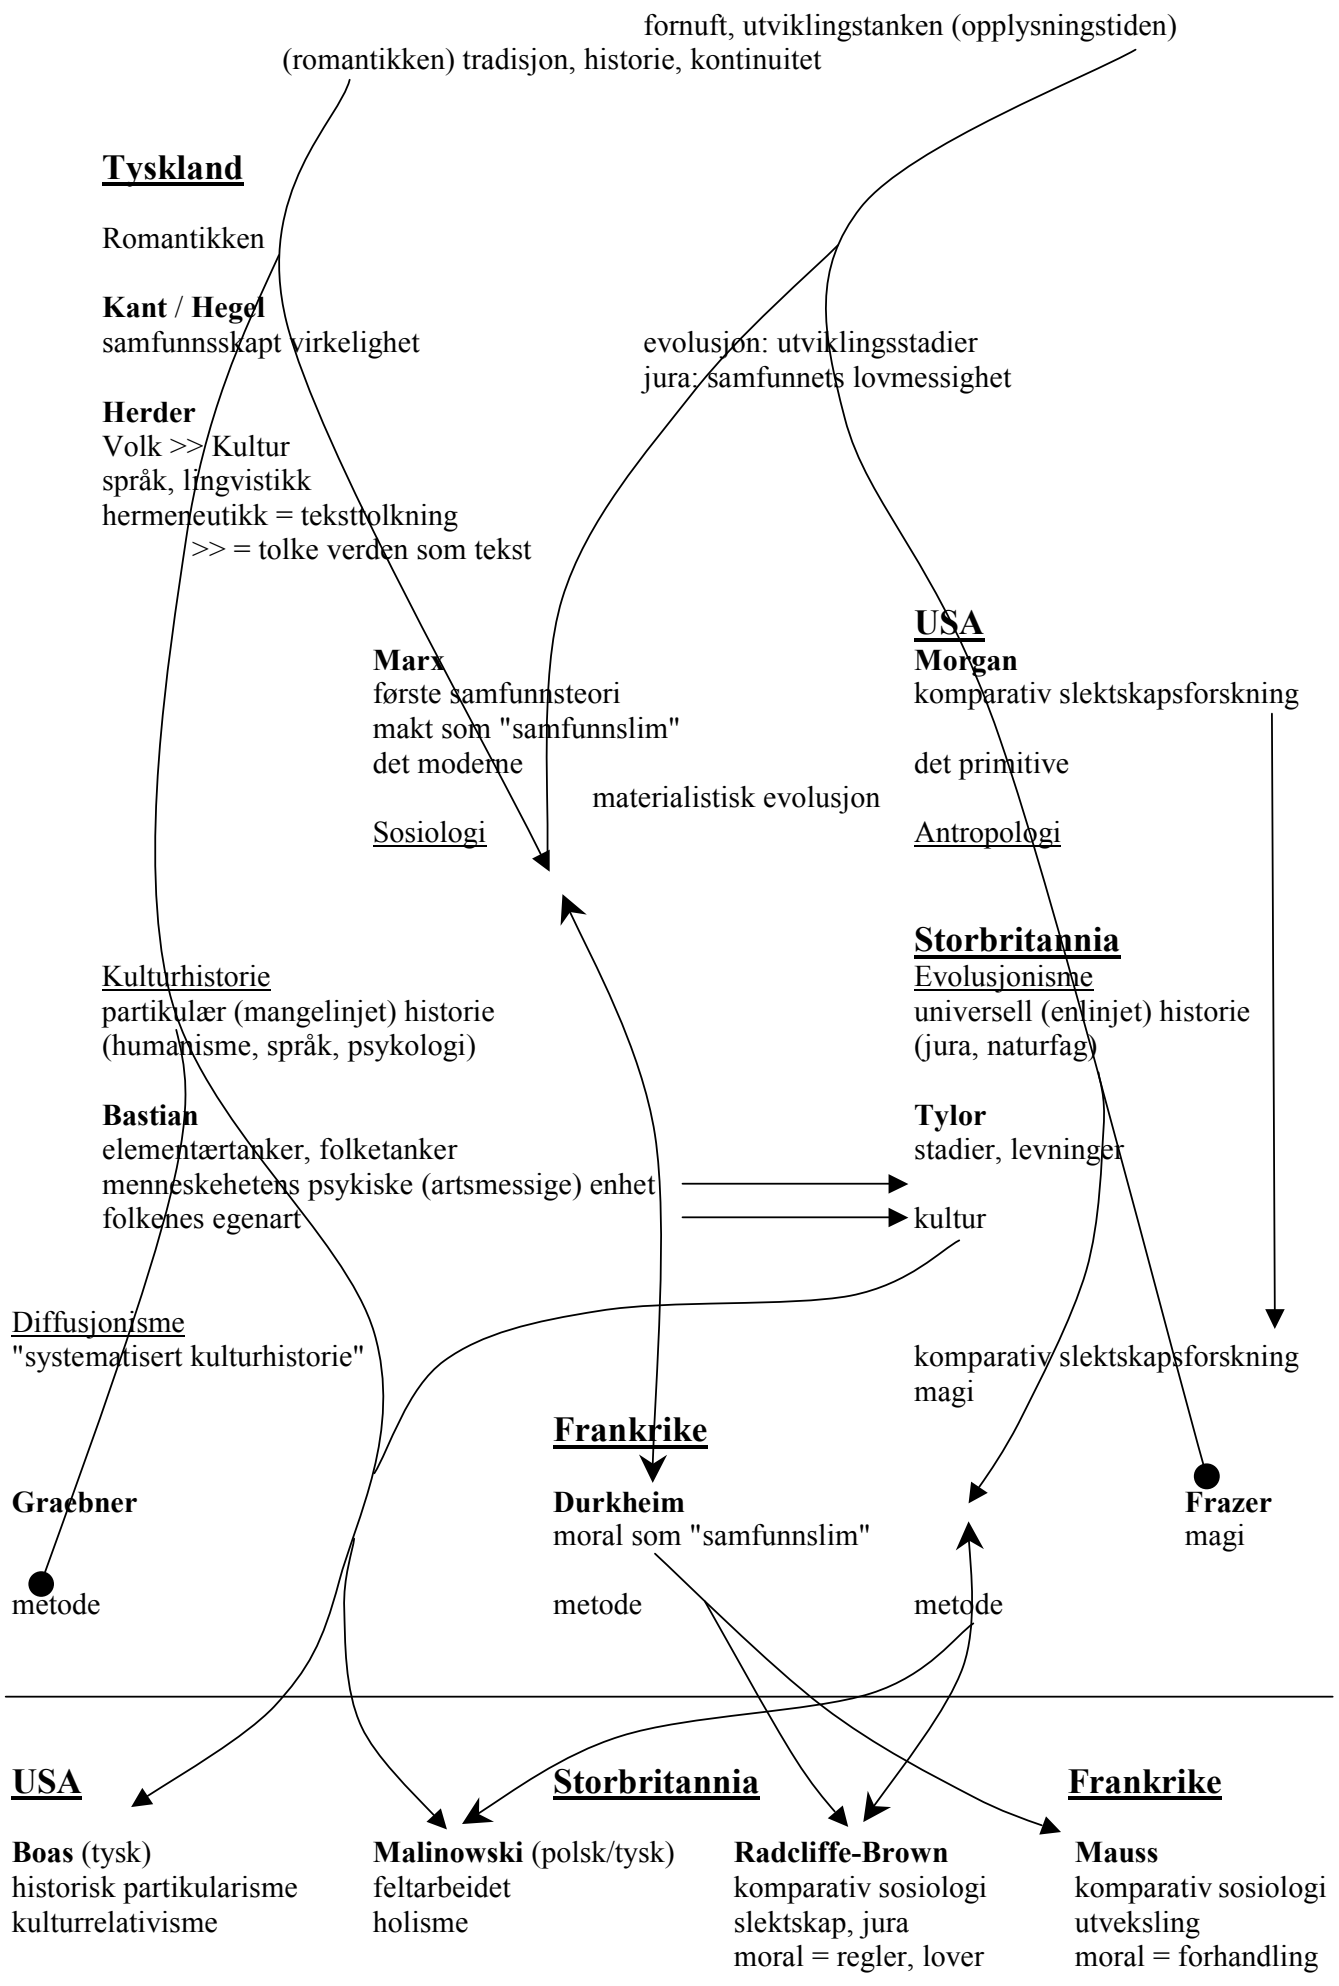 fornuft, utviklingstanken (opplysningstiden)
(romantikken) tradisjon, historie, kontinuitet
Tyskland
Romantikken
Kant / Hegel
samfunnsskapt virkelighet
evolusjon: utviklingsstadier
jura: samfunnets lovmessighet
Herder
Volk >> Kultur
språk, lingvistikk
hermeneutikk = teksttolkning
>> = tolke verden som tekst
Marx
første samfunnsteori
makt som "samfunnslim"
det moderne
materialistisk evolusjon
Sosiologi
USA
Morgan
komparativ slektskapsforskning
det primitive
Antropologi
Kulturhistorie
partikulær (mangelinjet) historie
(humanisme, språk, psykologi)
Storbritannia
Evolusjonisme
universell (enlinjet) historie
(jura, naturfag)
Bastian
elementærtanker, folketanker
menneskehetens psykiske (artsmessige) enhet
folkenes egenart
Tylor
stadier, levninger
kultur
Diffusjonisme
"systematisert kulturhistorie"
komparativ slektskapsforskning
magi
Graebner
metode
Frankrike
Durkheim
moral som "samfunnslim"
metode
metode
Frazer
magi
USA
Boas (tysk)
historisk partikularisme
kulturrelativisme
Storbritannia
Malinowski (polsk/tysk)
feltarbeidet
holisme
Radcliffe-Brown
komparativ sosiologi
slektskap, jura
moral = regler, lover
Frankrike
Mauss
komparativ sosiologi
utveksling
moral = forhandling